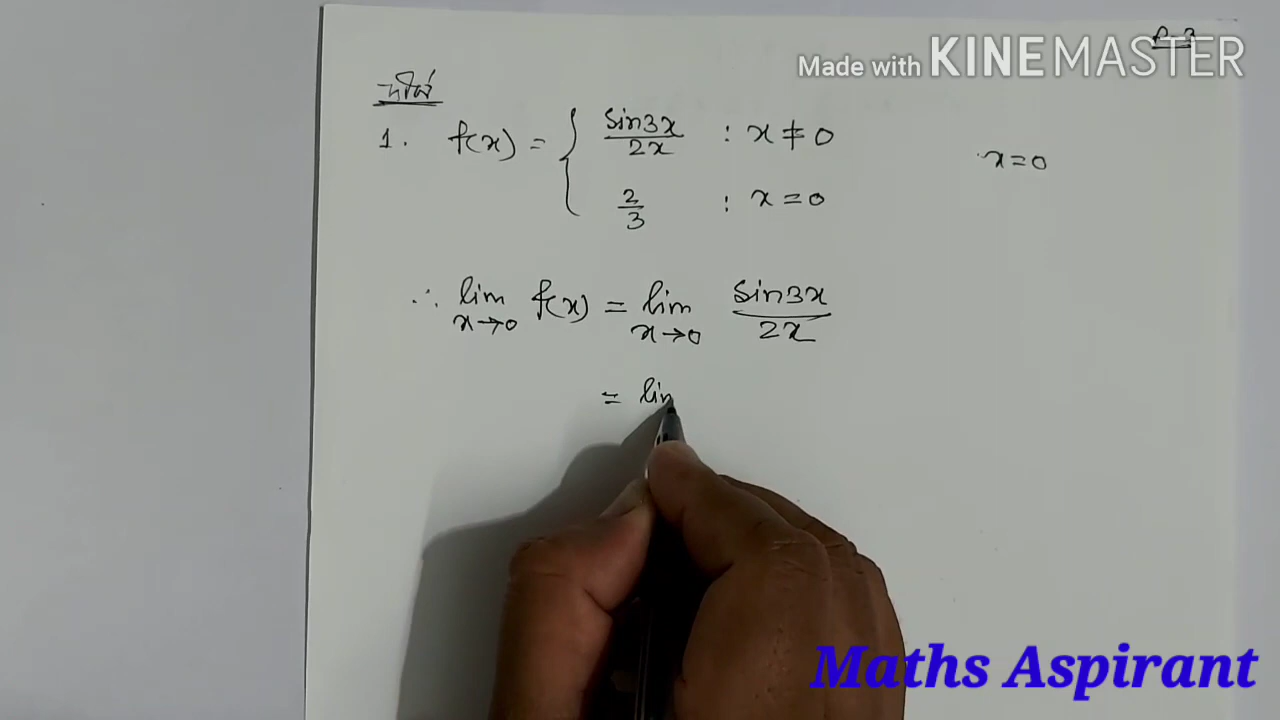 P-3
Made with KINEMASTER
1. f(x) = { sin3x/2x : x ≠ 0
x = 0
2/3 : x = 0
∴ lim x→0 f(x) = lim x→0 sin3x/2x
= lim
Maths Aspirant